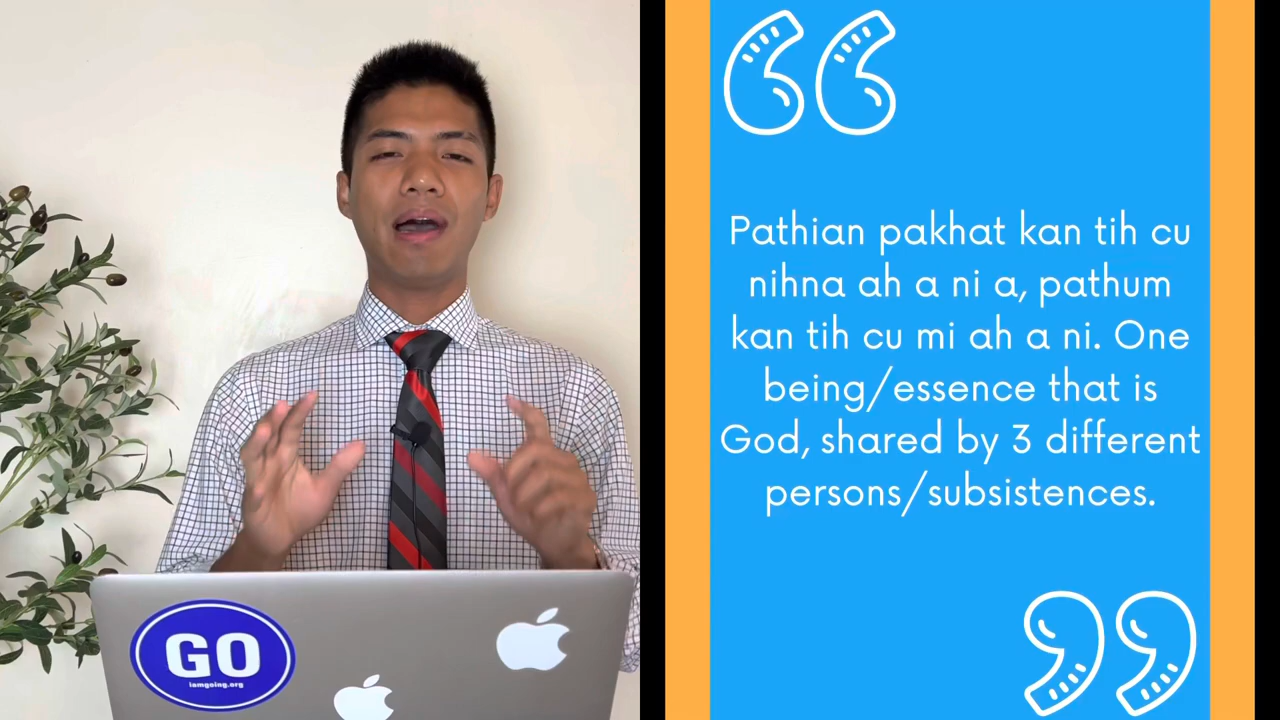 Pathian pakhat kan tih cu
nihna ah a ni a, pathum
kan tih cu mi ah a ni. One
being/essence that is
God, shared by 3 different
persons/subsistences.
GO
iamgoing.org